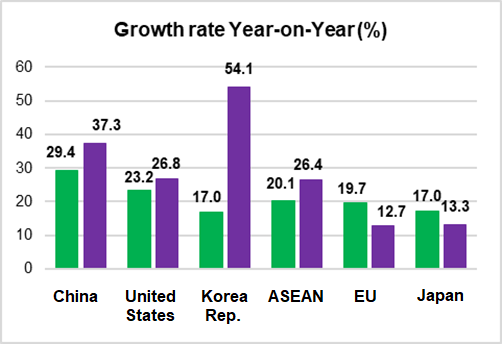 Growth rate Year-on-Year (%)
60
50
40
30
20
10
0
29.4 37.3
23.2 26.8
17.0 54.1
20.1 26.4
19.7 12.7
17.0 13.3
China
United
States
Korea
Rep.
ASEAN
EU
Japan